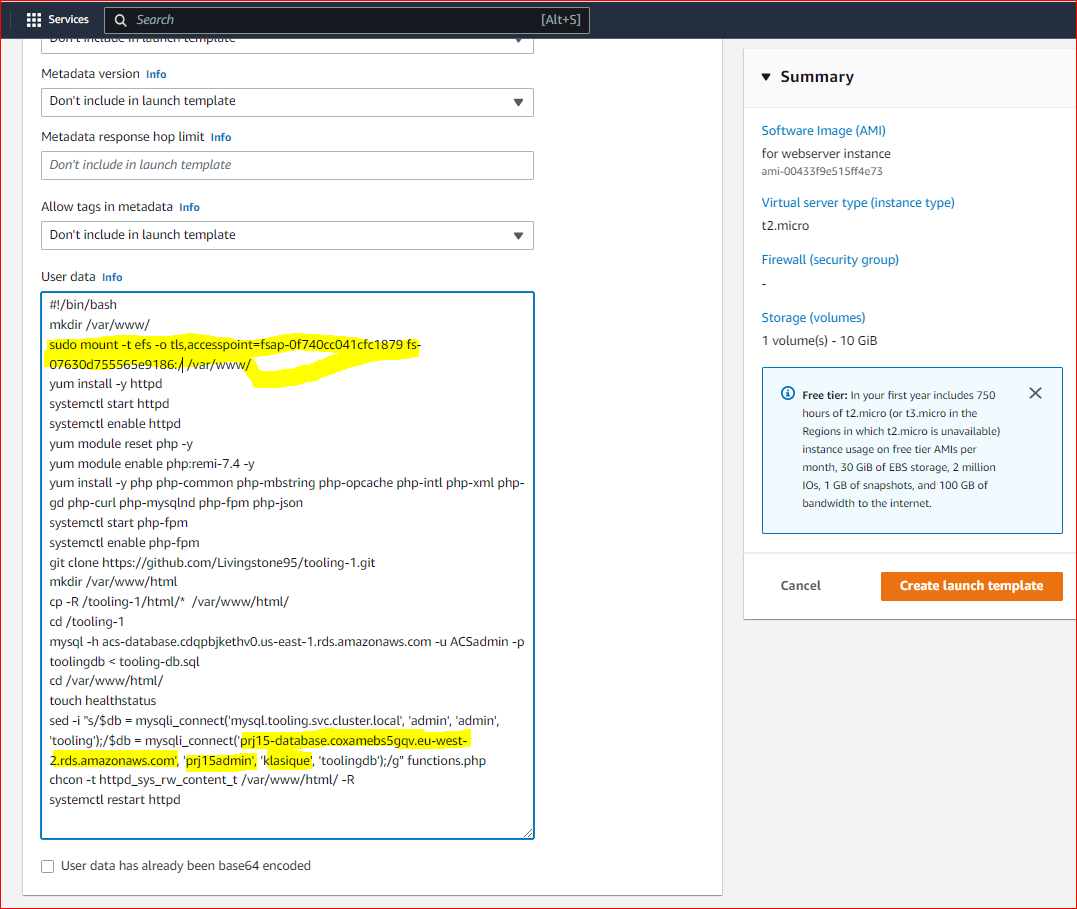 Services
Search
[Alt+S]
Don't include in launch template
Metadata version Info
Don't include in launch template
Metadata response hop limit Info
Don't include in launch template
Allow tags in metadata Info
Don't include in launch template
User data Info
#!/bin/bash
mkdir /var/www/
sudo mount -t efs -o tls,accesspoint=fsap-0f740cc041cfc1879 fs-
07630d755565e9186:/ /var/www/
yum install -y httpd
systemctl start httpd
systemctl enable httpd
yum module reset php -y
yum module enable php:remi-7.4 -y
yum install -y php php-common php-mbstring php-opcache php-intl php-xml php-
gd php-curl php-mysqlnd php-fpm php-json
systemctl start php-fpm
systemctl enable php-fpm
git clone https://github.com/Livingstone95/tooling-1.git
mkdir /var/www/html
cp -R /tooling-1/html/* /var/www/html/
cd /tooling-1
mysql -h acs-database.cdqpbjkethv0.us-east-1.rds.amazonaws.com -u ACSadmin -p
toolingdb < tooling-db.sql
cd /var/www/html/
touch healthstatus
sed -i "s/$db = mysqli_connect('mysql.tooling.svc.cluster.local', 'admin', 'admin',
'tooling');/$db = mysqli_connect('prj15-database.coxamebs5gqv.eu-west-
2.rds.amazonaws.com', 'prj15admin', 'klasique', 'toolingdb');/g" functions.php
chcon -t httpd_sys_rw_content_t /var/www/html/ -R
systemctl restart httpd
User data has already been base64 encoded
Summary
Software Image (AMI)
for webserver instance
ami-00433f9e515ff4e73
Virtual server type (instance type)
t2.micro
Firewall (security group)
-
Storage (volumes)
1 volume(s) - 10 GiB
Free tier: In your first year includes 750
hours of t2.micro (or t3.micro in the
Regions in which t2.micro is unavailable)
instance usage on free tier AMIs per
month, 30 GiB of EBS storage, 2 million
IOs, 1 GB of snapshots, and 100 GB of
bandwidth to the internet.
Cancel
Create launch template